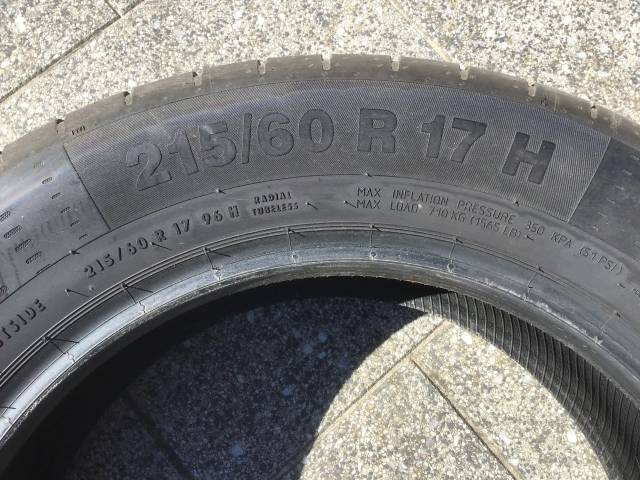 215/60 R 17 H
215/60 R 17 96 H
RADIAL
TUBELESS
MAX INFLATION PRESSURE 350 KPA (51 PSI)
MAX LOAD 710 KG (1565 LB)